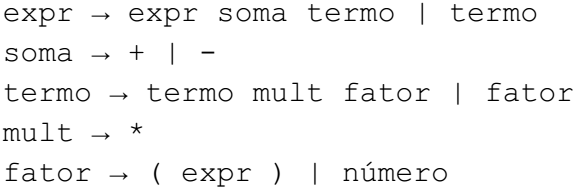 expr → expr soma termo | termo
soma → + | -
termo → termo mult fator | fator
mult → *
fator → ( expr ) | número